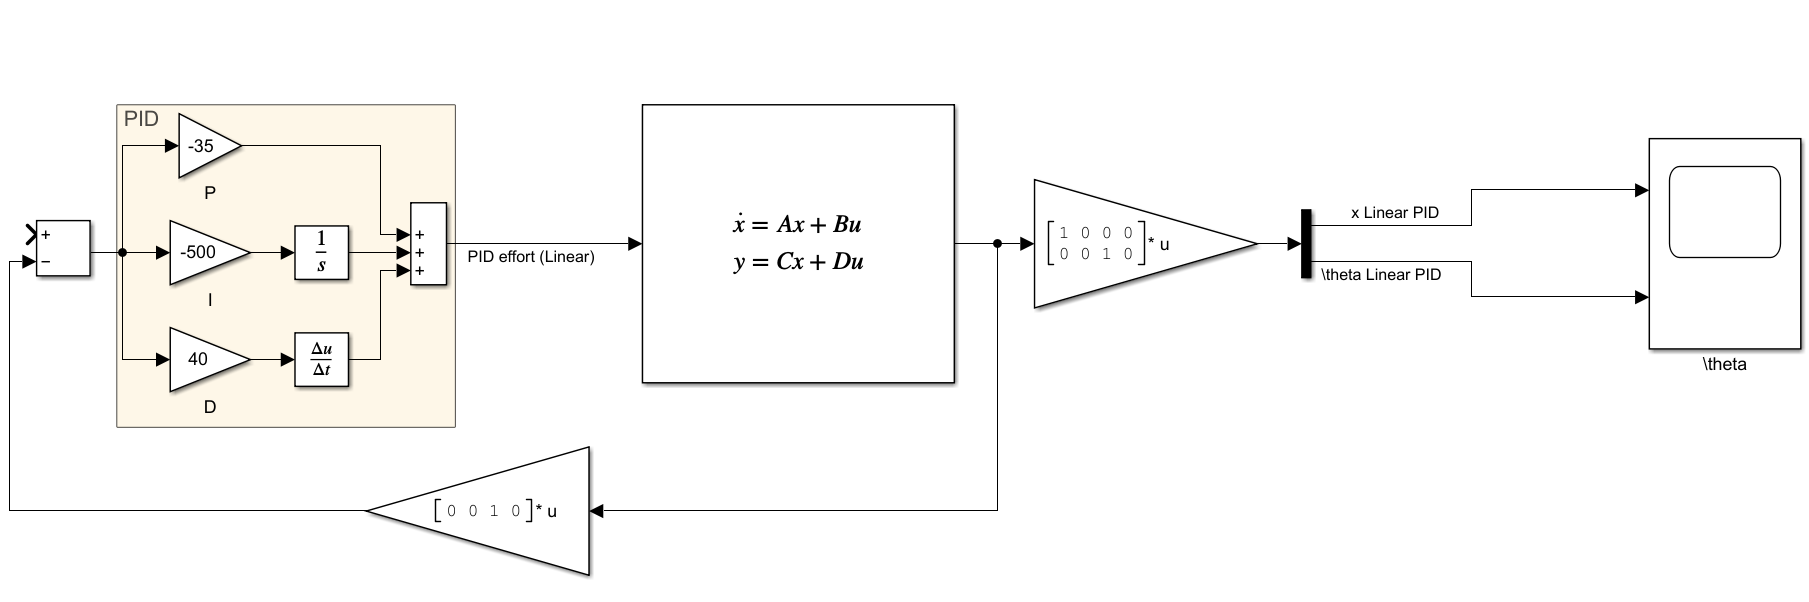 PID
-35
P
+
−
-500
I
1
s
40
D
Δu
Δt
+
+
+
PID effort (Linear)
ẋ = Ax + Bu
y = Cx + Du
[1 0 0 0
0 0 1 0]* u
x Linear PID
\theta Linear PID
\theta
[0 0 1 0]* u